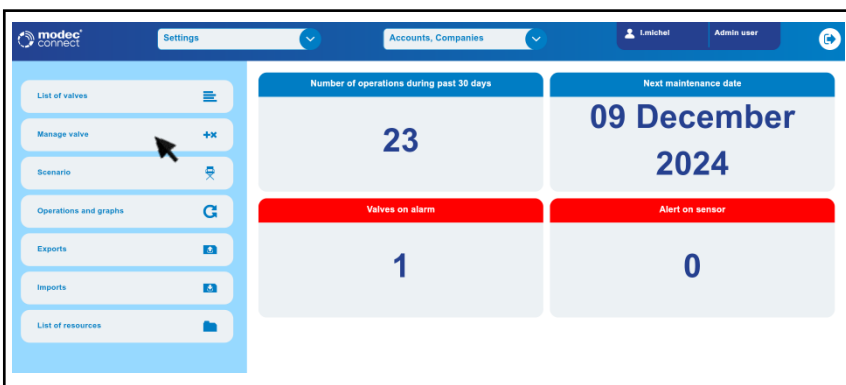 modec
connect
Settings
Accounts, Companies
l.michel
Admin user
List of valves
Manage valve
Scenario
Operations and graphs
Exports
Imports
List of resources
Number of operations during past 30 days
23
Next maintenance date
09 December
2024
Valves on alarm
1
Alert on sensor
0